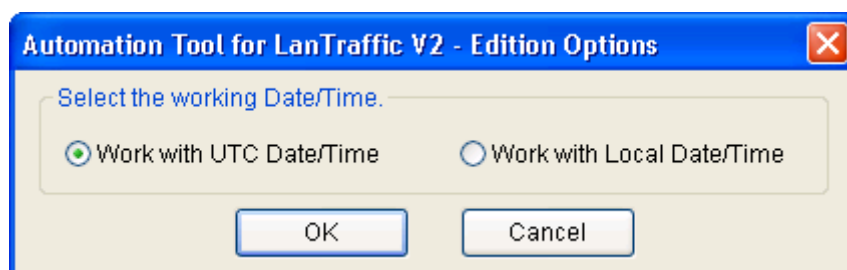 Automation Tool for LanTraffic V2 - Edition Options
Select the working Date/Time.
Work with UTC Date/Time Work with Local Date/Time
OK Cancel